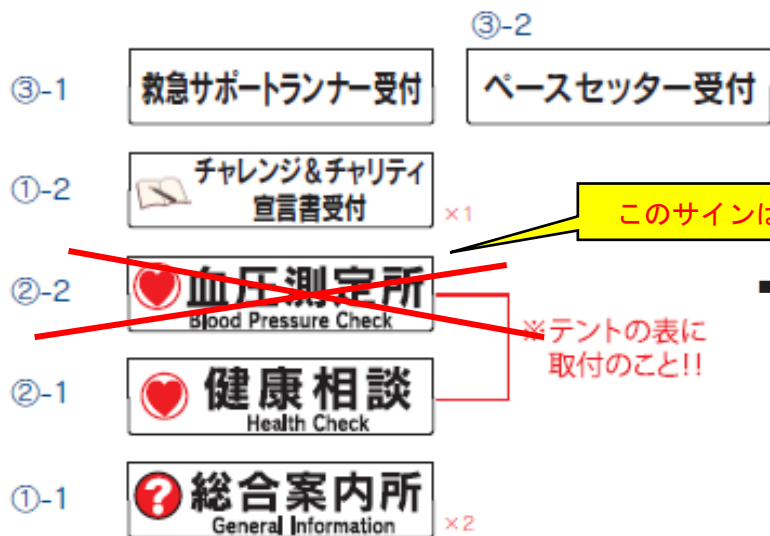 ③-2
③-1
救急サポートランナー受付
ペースセッター受付
①-2
チャレンジ&チャリティ
宣言書受付
×1
このサインは
②-2
血圧測定所
Blood Pressure Check
※テントの表に
取付のこと!!
②-1
健康相談
Health Check
①-1
?
総合案内所
General Information
×2